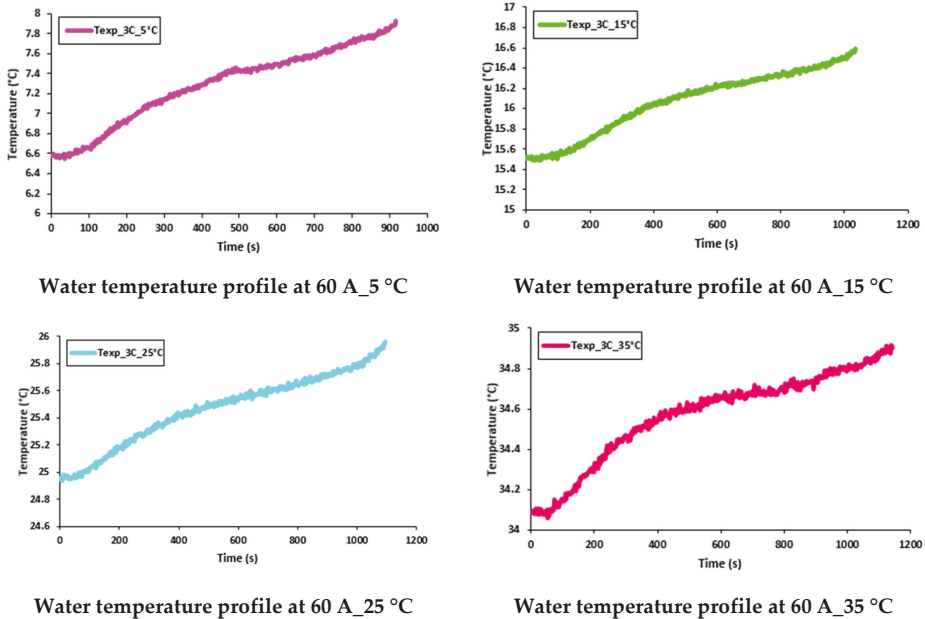 8
7.8
7.6
7.4
7.2
7
6.8
6.6
6.4
6.2
6
Temperature (°C)
Texp_3C_5°C
0 100 200 300 400 500 600 700 800 900 1000
Time (s)
Water temperature profile at 60 A_5 °C
17
16.8
16.6
16.4
16.2
16
15.8
15.6
15.4
15.2
15
Temperature (°C)
Texp_3C_15°C
0 200 400 600 800 1000 1200
Time (s)
Water temperature profile at 60 A_15 °C
26
25.8
25.6
25.4
25.2
25
24.8
24.6
Temperature (°C)
Texp_3C_25°C
0 200 400 600 800 1000 1200
Time (s)
Water temperature profile at 60 A_25 °C
35
34.8
34.6
34.4
34.2
34
Temperature (°C)
Texp_3C_35°C
0 200 400 600 800 1000 1200
Time (s)
Water temperature profile at 60 A_35 °C